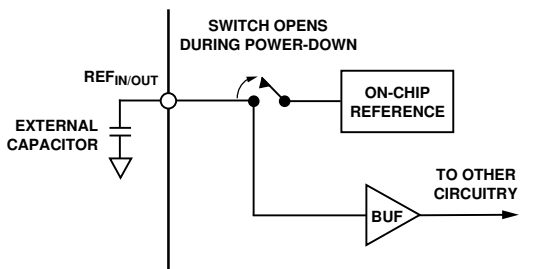 SWITCH OPENS
DURING POWER-DOWN
REFIN/OUT
ON-CHIP
REFERENCE
EXTERNAL
CAPACITOR
TO OTHER
CIRCUITRY
BUF